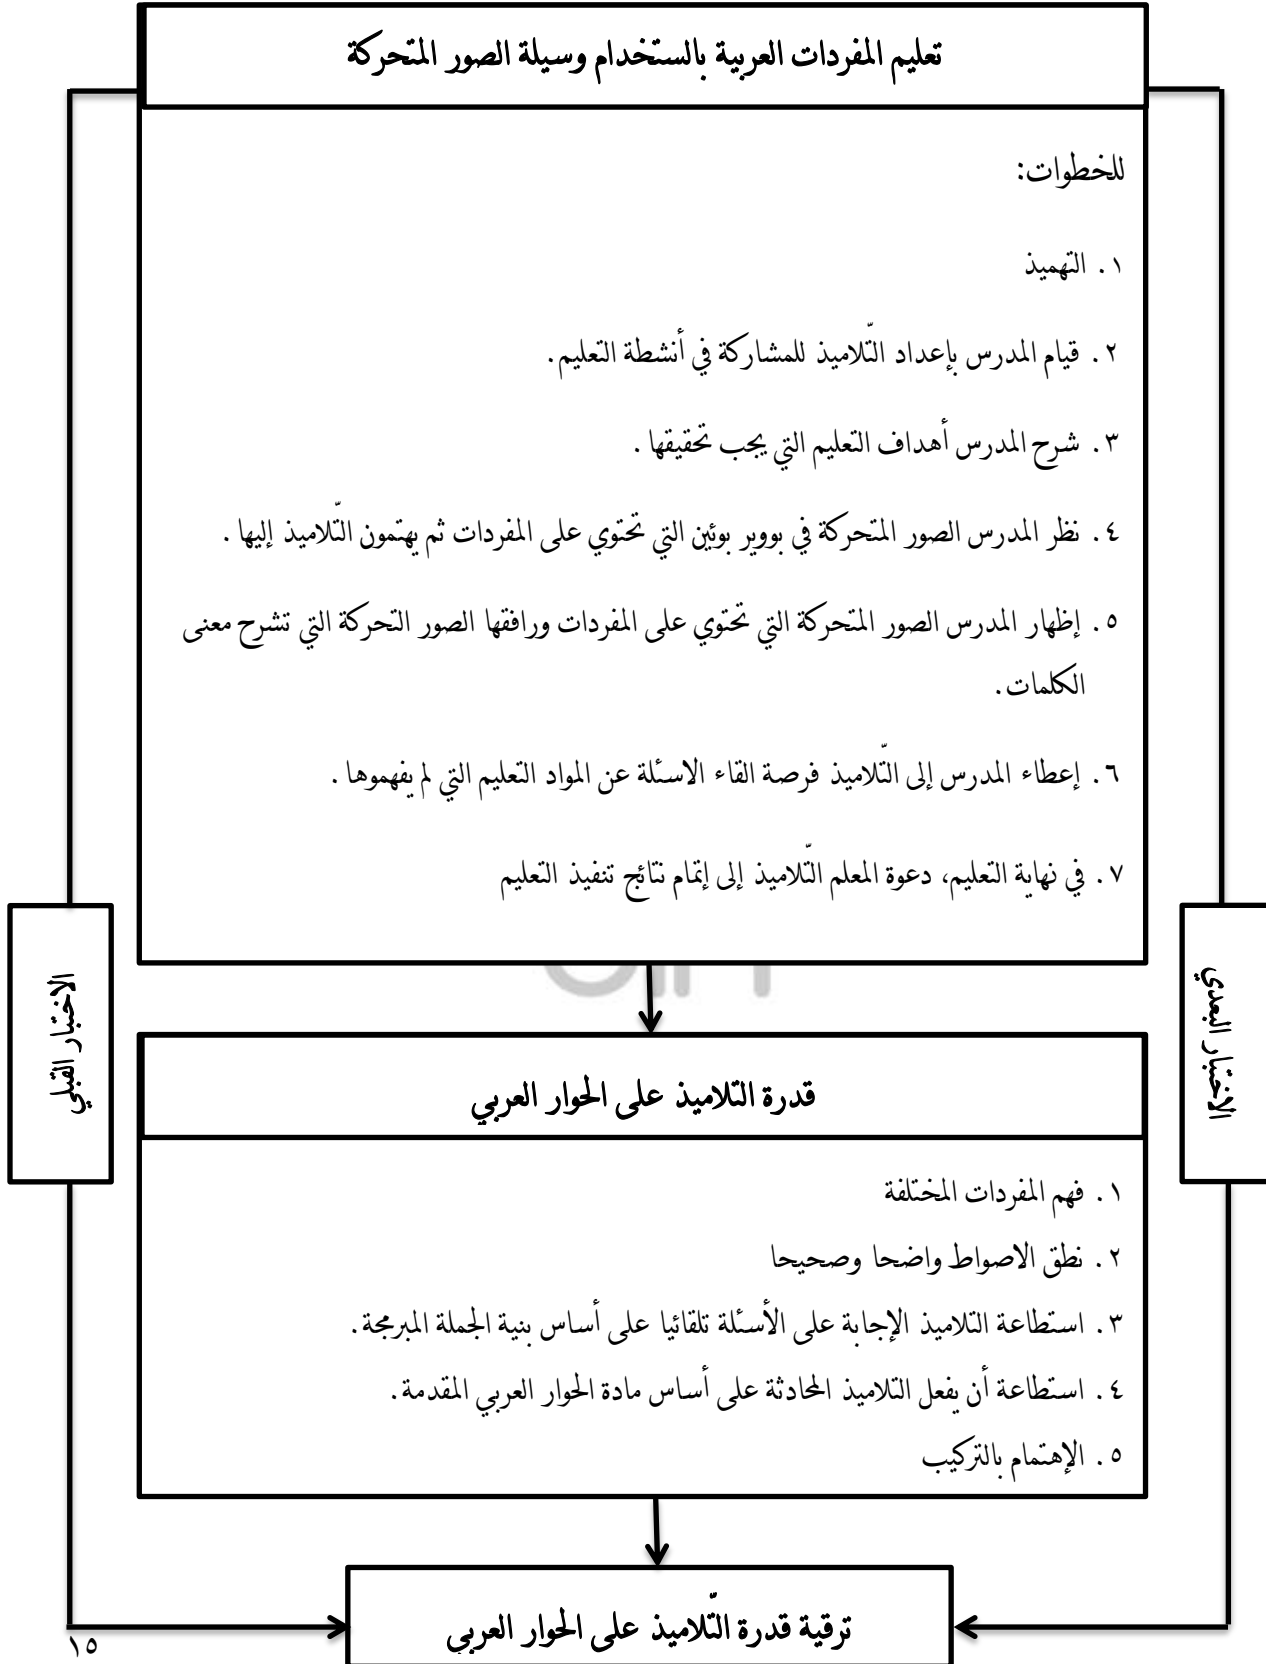 تعليم المفردات العربية بالستخدام وسيلة الصور المتحركة
للخطوات:
١. التهميذ
٢. قيام المدرس بإعداد التّلاميذ للمشاركة في أنشطة التعليم.
٣. شرح المدرس أهداف التعليم التي يجب تحقيقها.
٤. نظر المدرس الصور المتحركة في بووير بوئين التي تحتوي على المفردات ثم يهتمون التّلاميذ إليها.
٥. إظهار المدرس الصور المتحركة التي تحتوي على المفردات ورافقها الصور التحركة التي تشرح معنى
الكلمات.
٦. إعطاء المدرس إلى التّلاميذ فرصة القاء الاسئلة عن المواد التعليم التي لم يفهموها.
٧. في نهاية التعليم، دعوة المعلم التّلاميذ إلى إتمام نتائج تنفيذ التعليم
الاختبار البعدي
الاختبار القبلي
قدرة التلاميذ على الحوار العربي
١. فهم المفردات المختلفة
٢. نطق الاصواط واضحا وصحيحا
٣. استطاعة التلاميذ الإجابة على الأسئلة تلقائيا على أساس بنية الجملة المبرمجة.
٤. استطاعة أن يفعل التلاميذ المحادثة على أساس مادة الحوار العربي المقدمة.
٥. الإهتمام بالتركيب
ترقية قدرة التّلاميذ على الحوار العربي
١٥